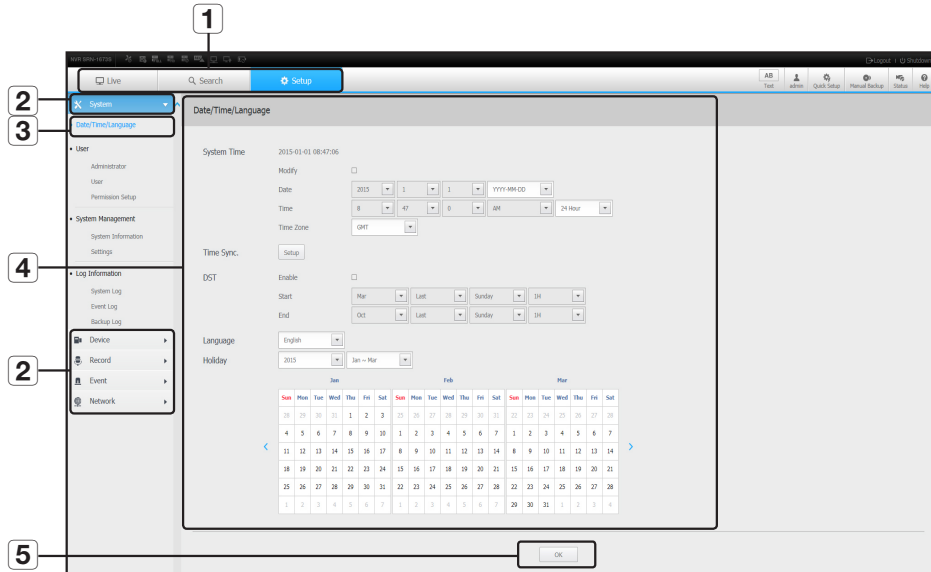 1
NVR SRN-1673S
Logout | Shutdown
Live Search Setup
AB
Text admin Quick Setup Manual Backup Status Help
2 System
Date/Time/Language
3 Date/Time/Language
System Time 2015-01-01 08:47:06
Modify
Date 2015 1 1 YYYY-MM-DD
Time 8 47 0 AM 24 Hour
Time Zone GMT
Time Sync. Setup
DST Enable
Start Mar Last Sunday 1H
End Oct Last Sunday 1H
Language English
Holiday 2015 Jan ~ Mar
User
Administrator
User
Permission Setup
System Management
System Information
Settings
4
Log Information
System Log
Event Log
Backup Log
2
Device
Record
Event
Network
Jan Feb Mar
Sun Mon Tue Wed Thu Fri Sat Sun Mon Tue Wed Thu Fri Sat Sun Mon Tue Wed Thu Fri Sat
28 29 30 31 1 2 3 25 26 27 28 29 30 31 22 23 24 25 26 27 28
4 5 6 7 8 9 10 1 2 3 4 5 6 7 1 2 3 4 5 6 7
11 12 13 14 15 16 17 8 9 10 11 12 13 14 8 9 10 11 12 13 14
18 19 20 21 22 23 24 15 16 17 18 19 20 21 15 16 17 18 19 20 21
25 26 27 28 29 30 31 22 23 24 25 26 27 28 22 23 24 25 26 27 28
1 2 3 4 5 6 7 1 2 3 4 5 6 7 29 30 31 1 2 3 4
5 OK